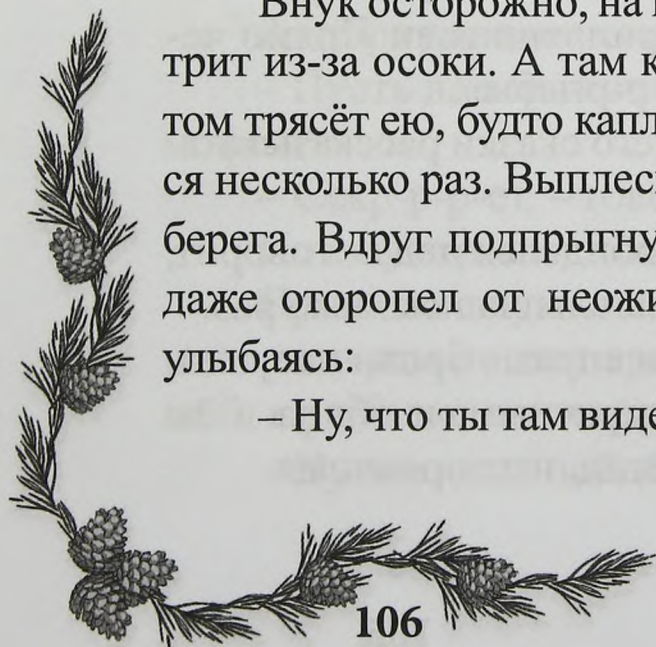 Внук осторожно, на
трит из-за осоки. А там к
том трясёт ею, будто капл
ся несколько раз. Выплес
берега. Вдруг подпрыгну
даже оторопел от неожи
улыбаясь:
– Ну, что ты там виде
106